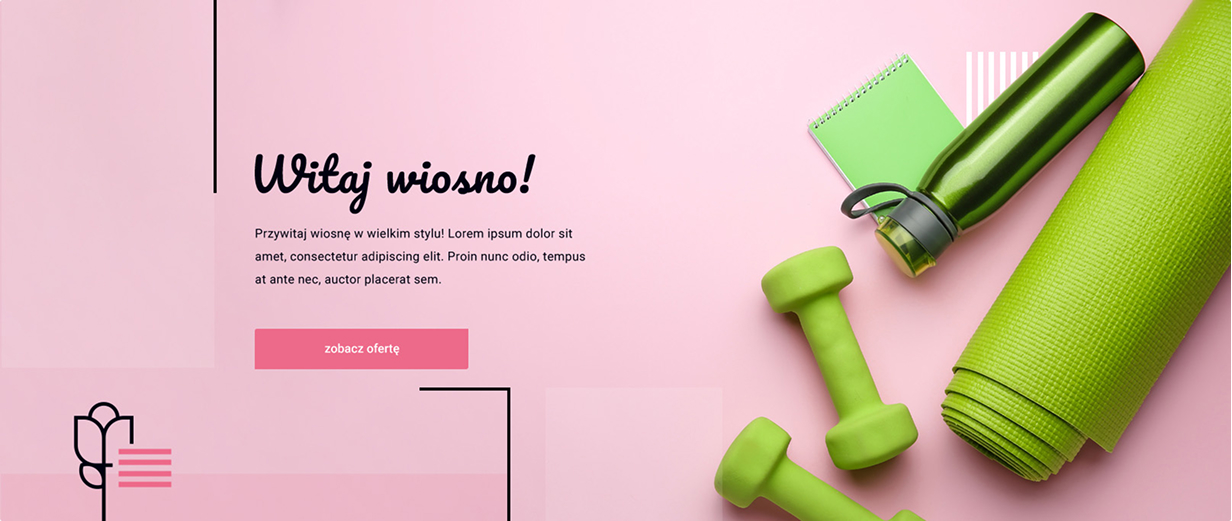 Witaj wiosno!
Przywitaj wiosnę w wielkim stylu! Lorem ipsum dolor sit
amet, consectetur adipiscing elit. Proin nunc odio, tempus
at ante nec, auctor placerat sem.
zobacz ofertę